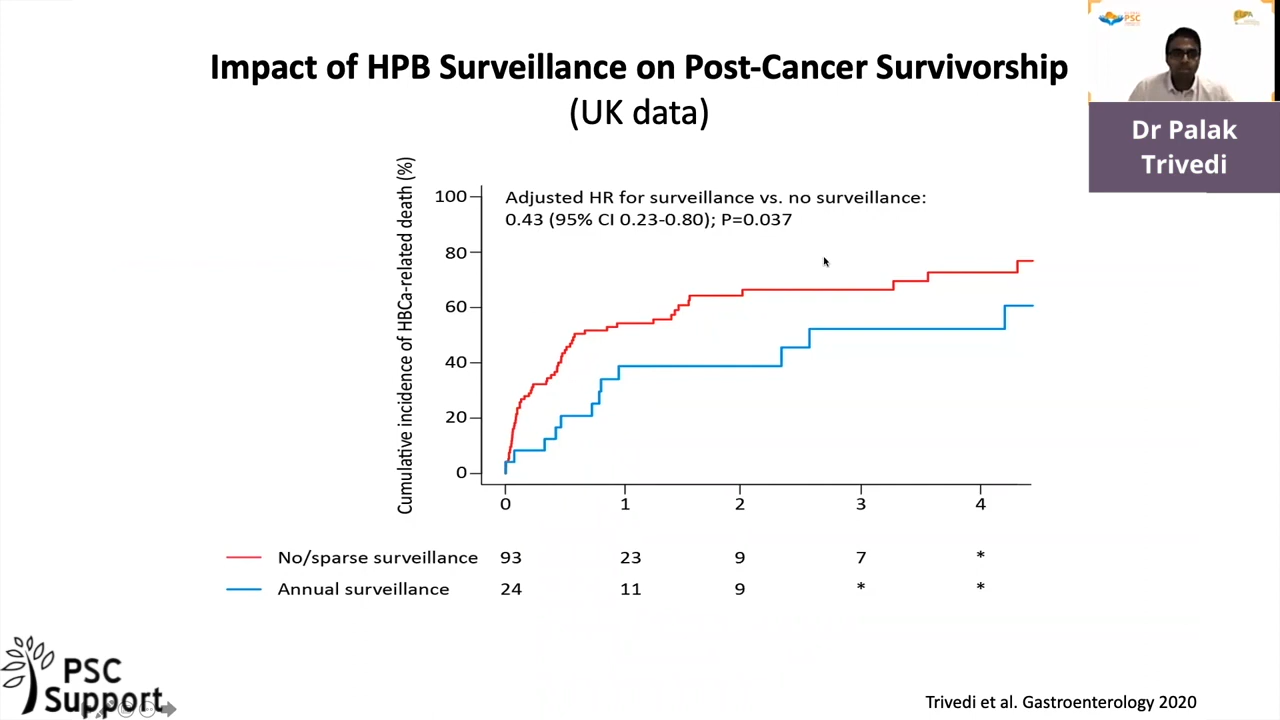 Impact of HPB Surveillance on Post-Cancer Survivorship
(UK data)
PSC
Dr Palak
Trivedi
Cumulative incidence of HBCa-related death (%)
Adjusted HR for surveillance vs. no surveillance:
0.43 (95% CI 0.23-0.80); P=0.037
100
80
60
40
20
0
0 1 2 3 4
No/sparse surveillance 93 23 9 7 *
Annual surveillance 24 11 9 * *
PSC
Support
Trivedi et al. Gastroenterology 2020